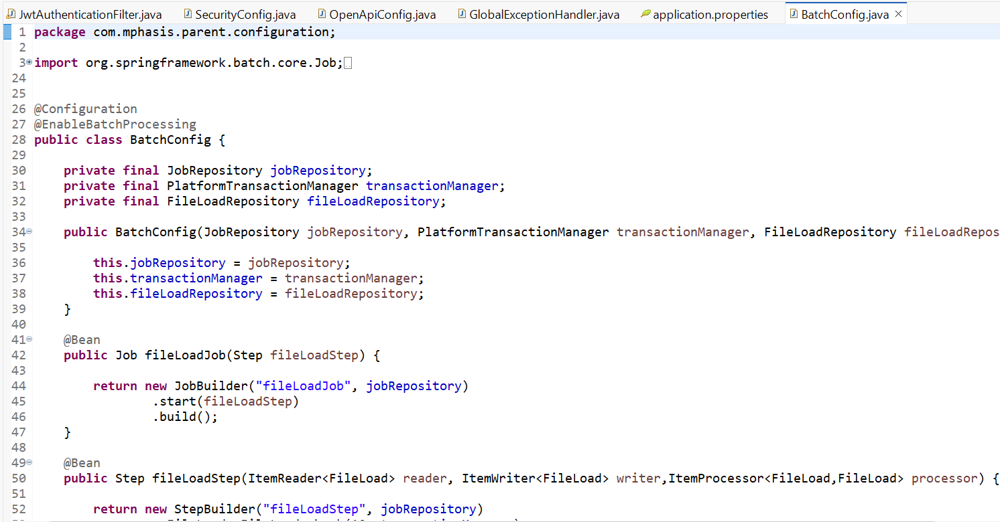 JwtAuthenticationFilter.java SecurityConfig.java OpenApiConfig.java GlobalExceptionHandler.java application.properties BatchConfig.java
1 package com.mphasis.parent.configuration;
2
3 import org.springframework.batch.core.Job;
24
25
26 @Configuration
27 @EnableBatchProcessing
28 public class BatchConfig {
29
30 private final JobRepository jobRepository;
31 private final PlatformTransactionManager transactionManager;
32 private final FileLoadRepository fileLoadRepository;
33
34 public BatchConfig(JobRepository jobRepository, PlatformTransactionManager transactionManager, FileLoadRepository fileLoadRepos
35
36 this.jobRepository = jobRepository;
37 this.transactionManager = transactionManager;
38 this.fileLoadRepository = fileLoadRepository;
39 }
40
41 @Bean
42 public Job fileLoadJob(Step fileLoadStep) {
43
44 return new JobBuilder("fileLoadJob", jobRepository)
45 .start(fileLoadStep)
46 .build();
47 }
48
49 @Bean
50 public Step fileLoadStep(ItemReader<FileLoad> reader, ItemWriter<FileLoad> writer,ItemProcessor<FileLoad,FileLoad> processor) {
51
52 return new StepBuilder("fileLoadStep", jobRepository)